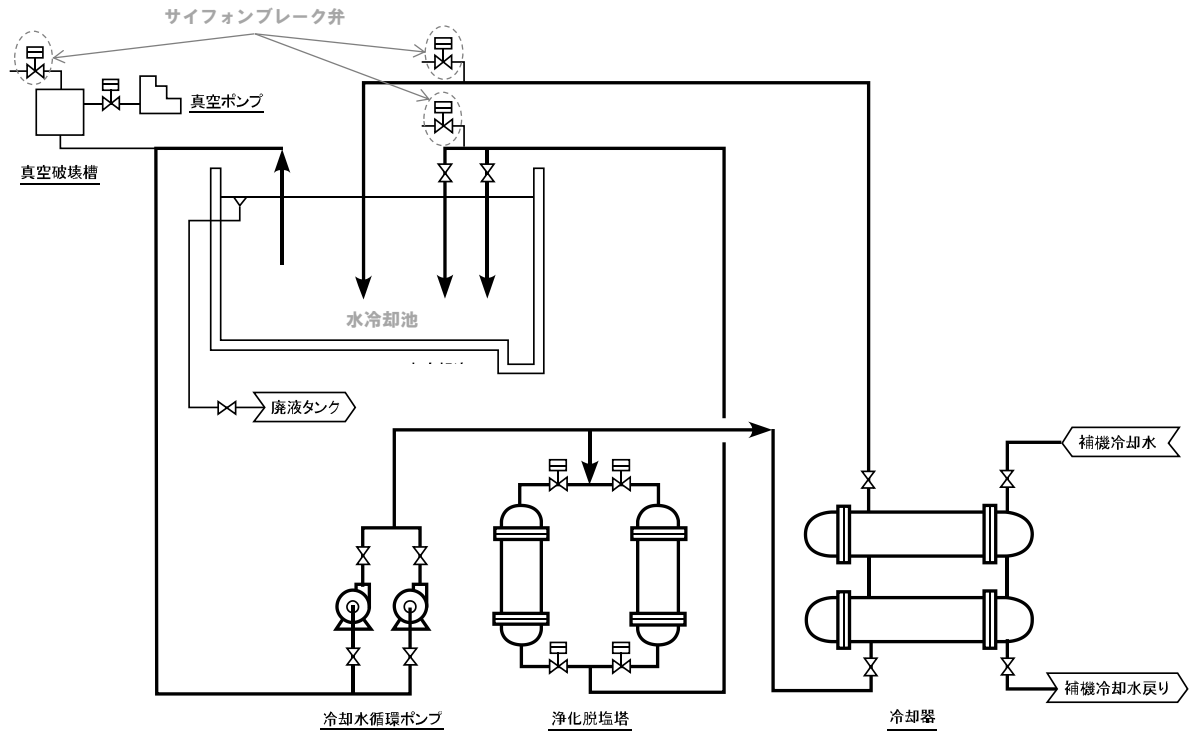 サイフォンブレーク弁
真空ポンプ
真空破壊槽
水冷却池
廃液タンク
補機冷却水
補機冷却水戻り
冷却水循環ポンプ
浄化脱塩塔
冷却器